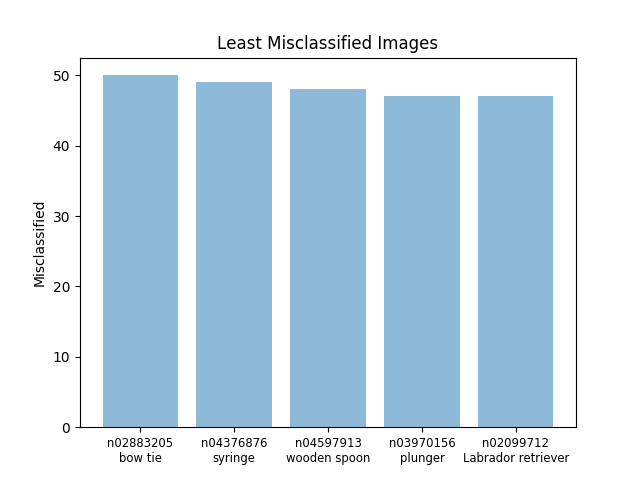 Least Misclassified Images
Misclassified
50
40
30
20
10
0
n02883205 n04376876 n04597913 n03970156 n02099712
bow tie syringe wooden spoon plunger Labrador retriever